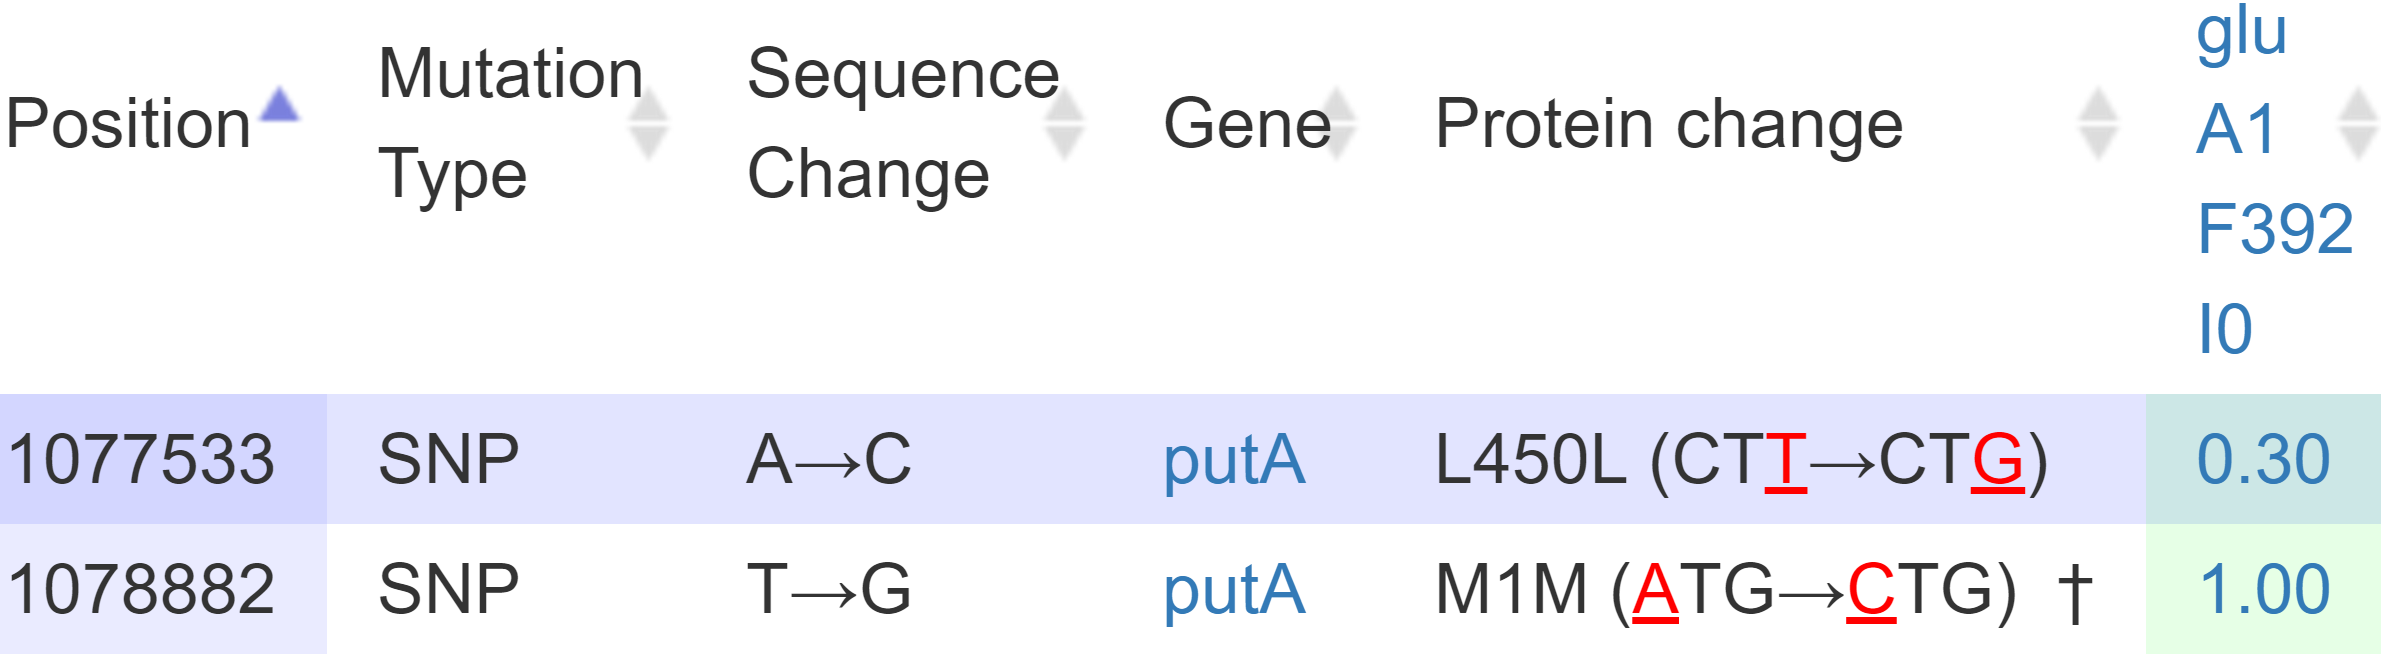 Position Mutation Type Sequence Change Gene Protein change glu A1 F392 I0
1077533 SNP A→C putA L450L (CTT→CTG) 0.30
1078882 SNP T→G putA M1M (ATG→CTG) † 1.00